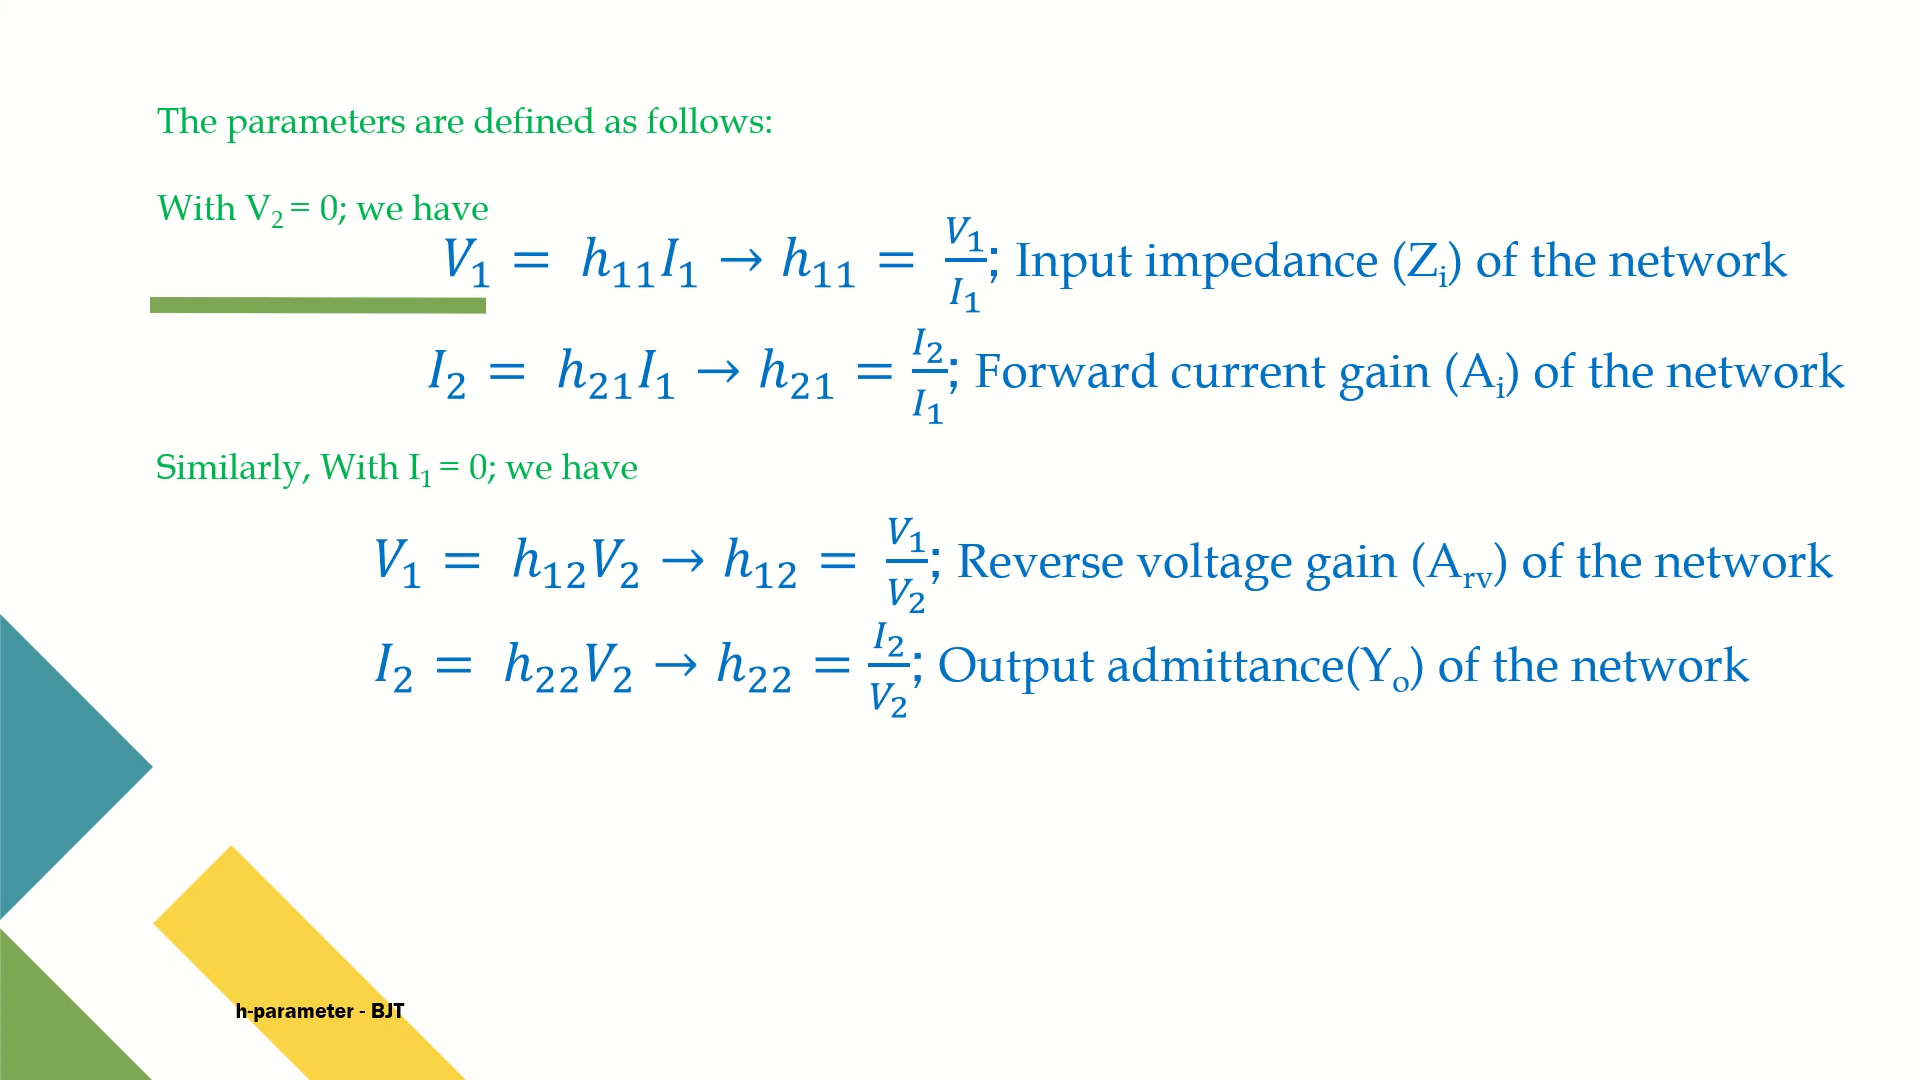 The parameters are defined as follows:
With V₂ = 0; we have
V₁ = h₁₁I₁ → h₁₁ = V₁/I₁; Input impedance (Zᵢ) of the network
I₂ = h₂₁I₁ → h₂₁ = I₂/I₁; Forward current gain (Aᵢ) of the network
Similarly, With I₁ = 0; we have
V₁ = h₁₂V₂ → h₁₂ = V₁/V₂; Reverse voltage gain (Aᵣᵥ) of the network
I₂ = h₂₂V₂ → h₂₂ = I₂/V₂; Output admittance(Yₒ) of the network
h-parameter - BJT